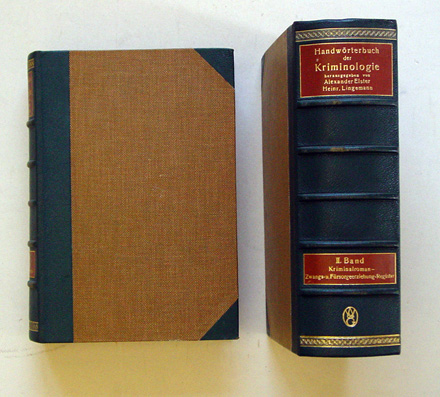 Handwörterbuch
der
Kriminologie
herausgegeben von
Alexander Elster
Heinr. Lingemann
II. Band
Kriminalroman–
Zwangs-u. Fürsorgeerziehung-Register